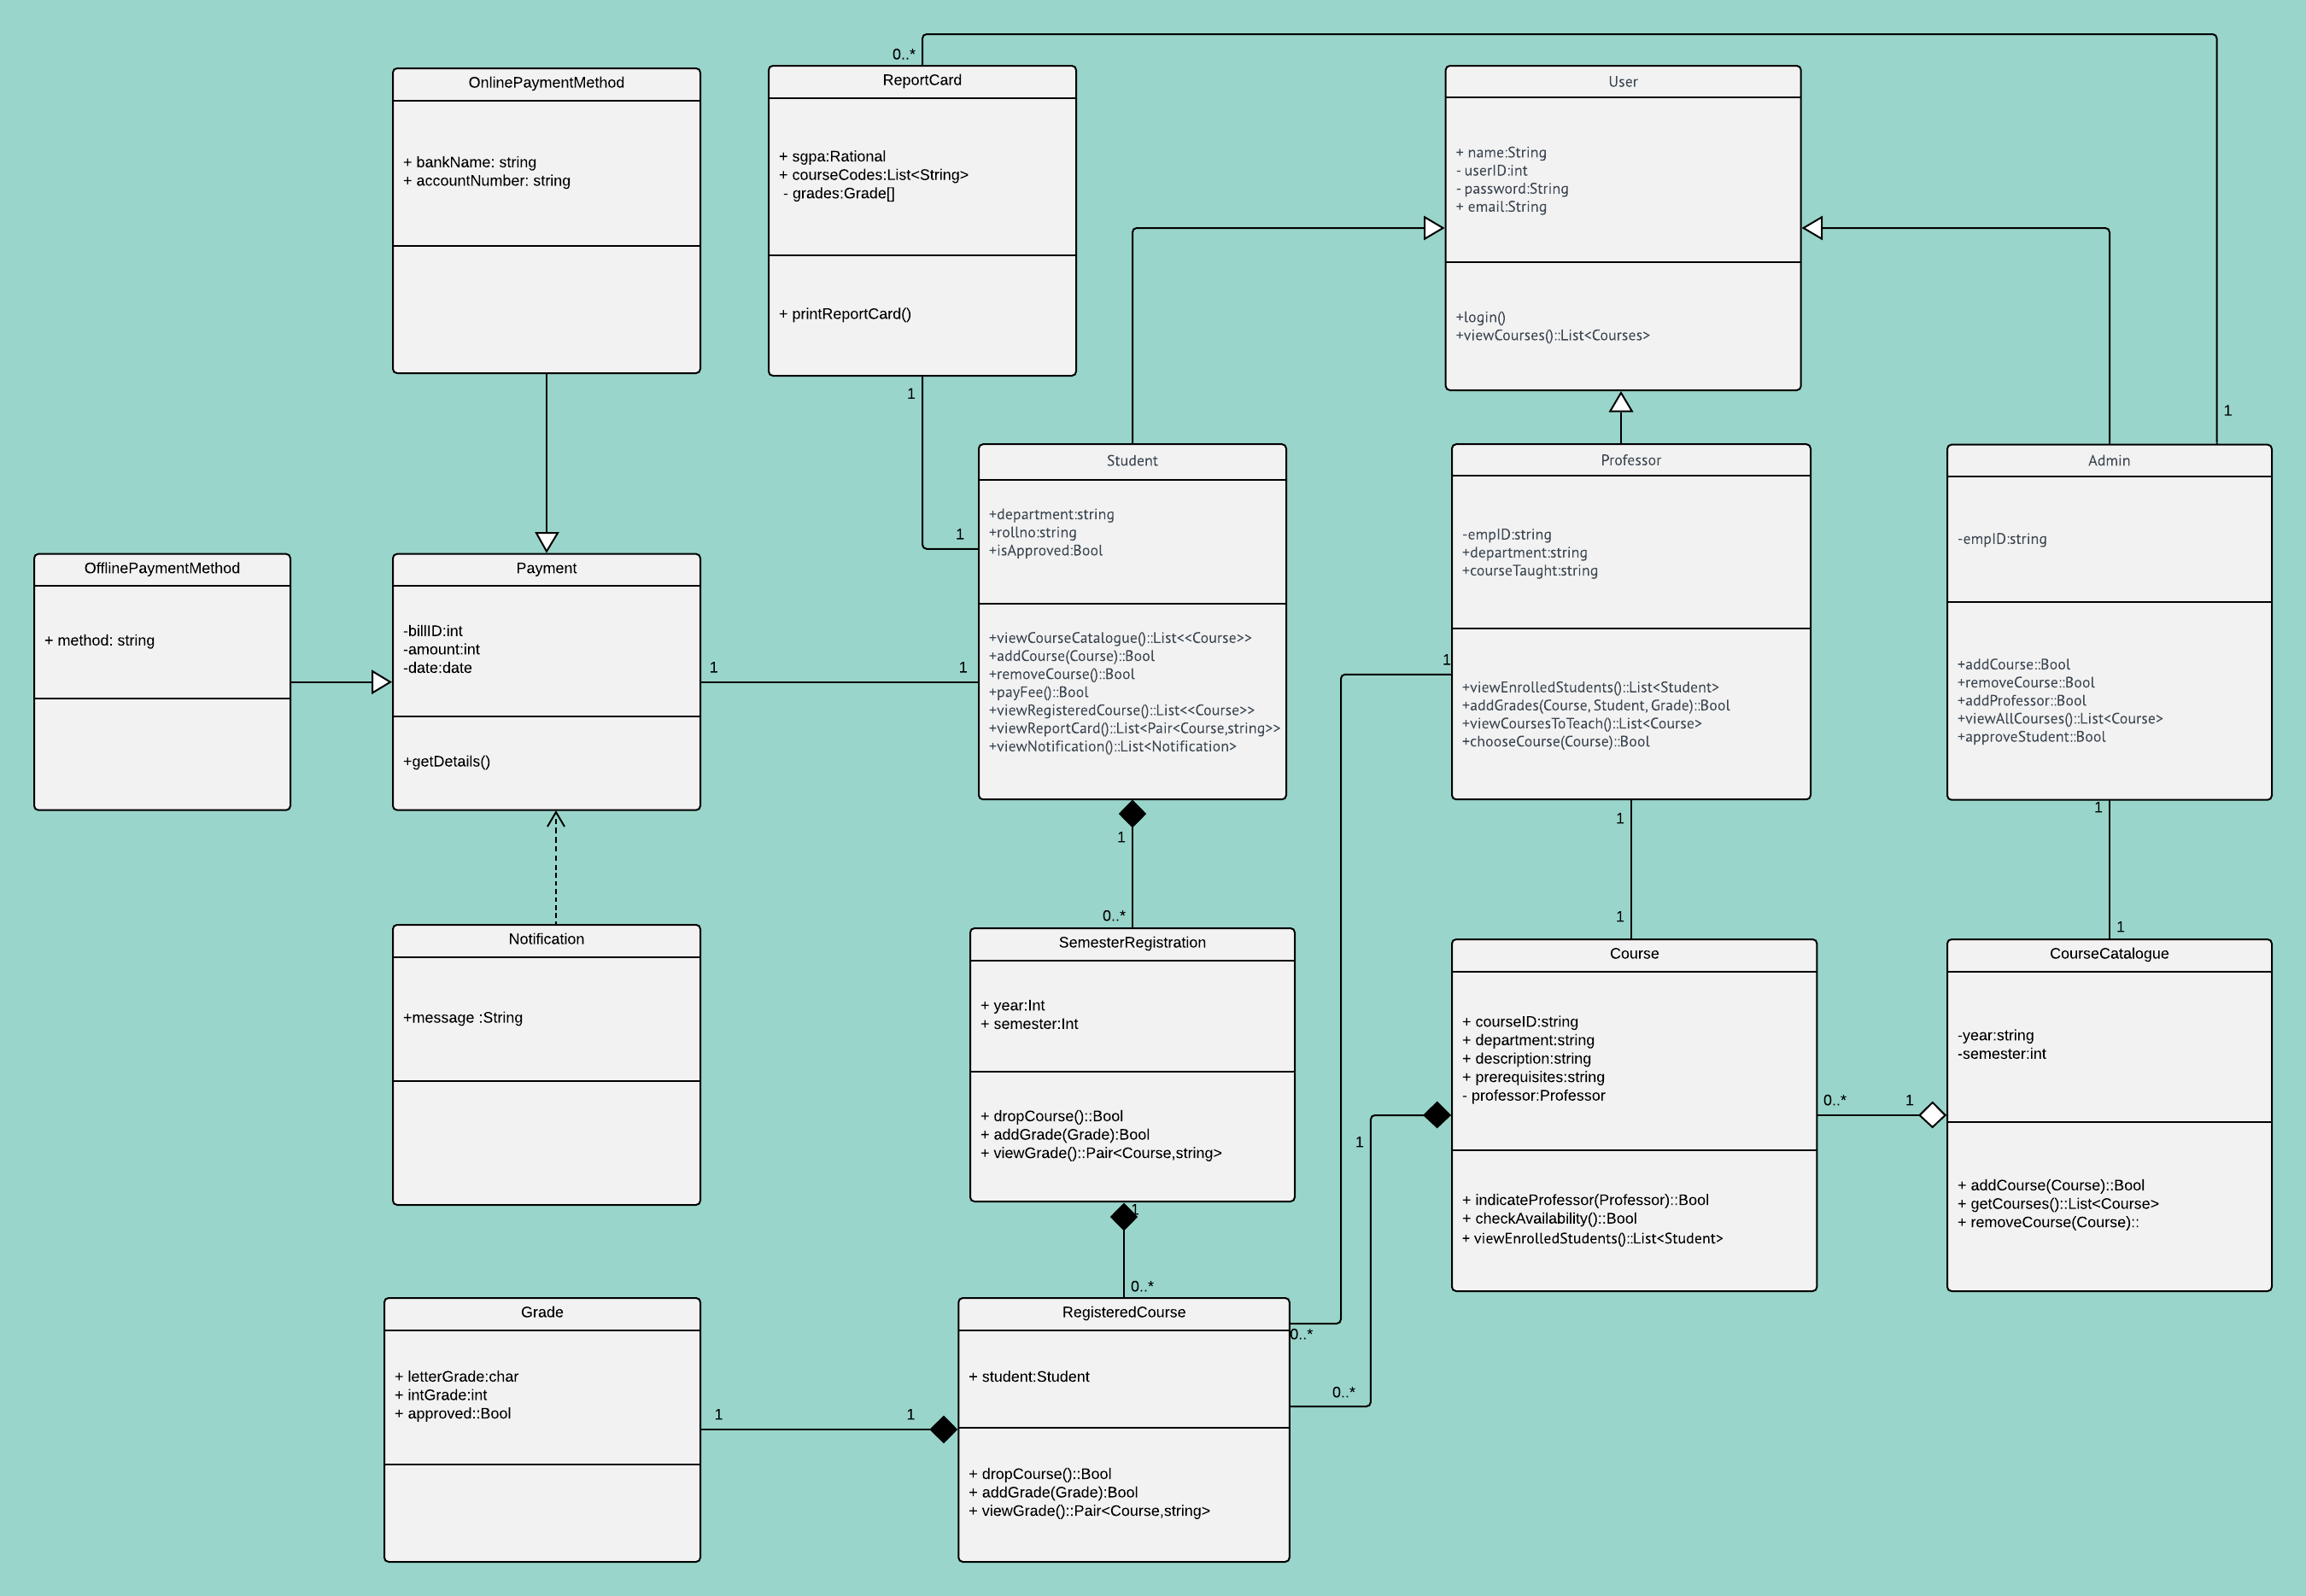 0..*
OnlinePaymentMethod
+ bankName: string
+ accountNumber: string
ReportCard
+ sgpa:Rational
+ courseCodes:List<String>
- grades:Grade[]
+ printReportCard()
User
+ name:String
- userID:int
- password:String
+ email:String
+login()
+viewCourses()::List<Courses>
1
1
1
Student
+department:string
+rollno:string
+isApproved:Bool
+viewCourseCatalogue()::List<<Course>>
+addCourse(Course)::Bool
+removeCourse()::Bool
+payFee()::Bool
+viewRegisteredCourse()::List<<Course>>
+viewReportCard()::List<Pair<Course,string>>
+viewNotification()::List<Notification>
Professor
-empID:string
+department:string
+courseTaught:string
+viewEnrolledStudents()::List<Student>
+addGrades(Course, Student, Grade)::Bool
+viewCoursesToTeach()::List<Course>
+chooseCourse(Course)::Bool
Admin
-empID:string
+addCourse::Bool
+removeCourse::Bool
+addProfessor::Bool
+viewAllCourses()::List<Course>
+approveStudent::Bool
OfflinePaymentMethod
+ method: string
Payment
-billID:int
-amount:int
-date:date
+getDetails()
1
1
1
1
0..*
1
1
1
1
Notification
+message :String
SemesterRegistration
+ year:Int
+ semester:Int
+ dropCourse()::Bool
+ addGrade(Grade):Bool
+ viewGrade()::Pair<Course,string>
Course
+ courseID:string
+ department:string
+ description:string
+ prerequisites:string
- professor:Professor
+ indicateProfessor(Professor)::Bool
+ checkAvailability()::Bool
+ viewEnrolledStudents()::List<Student>
0..*
1
CourseCatalogue
-year:string
-semester:int
+ addCourse(Course)::Bool
+ getCourses()::List<Course>
+ removeCourse(Course)::
1
1
0..*
0..*
0..*
Grade
+ letterGrade:char
+ intGrade:int
+ approved::Bool
1
1
RegisteredCourse
+ student:Student
+ dropCourse()::Bool
+ addGrade(Grade):Bool
+ viewGrade()::Pair<Course,string>